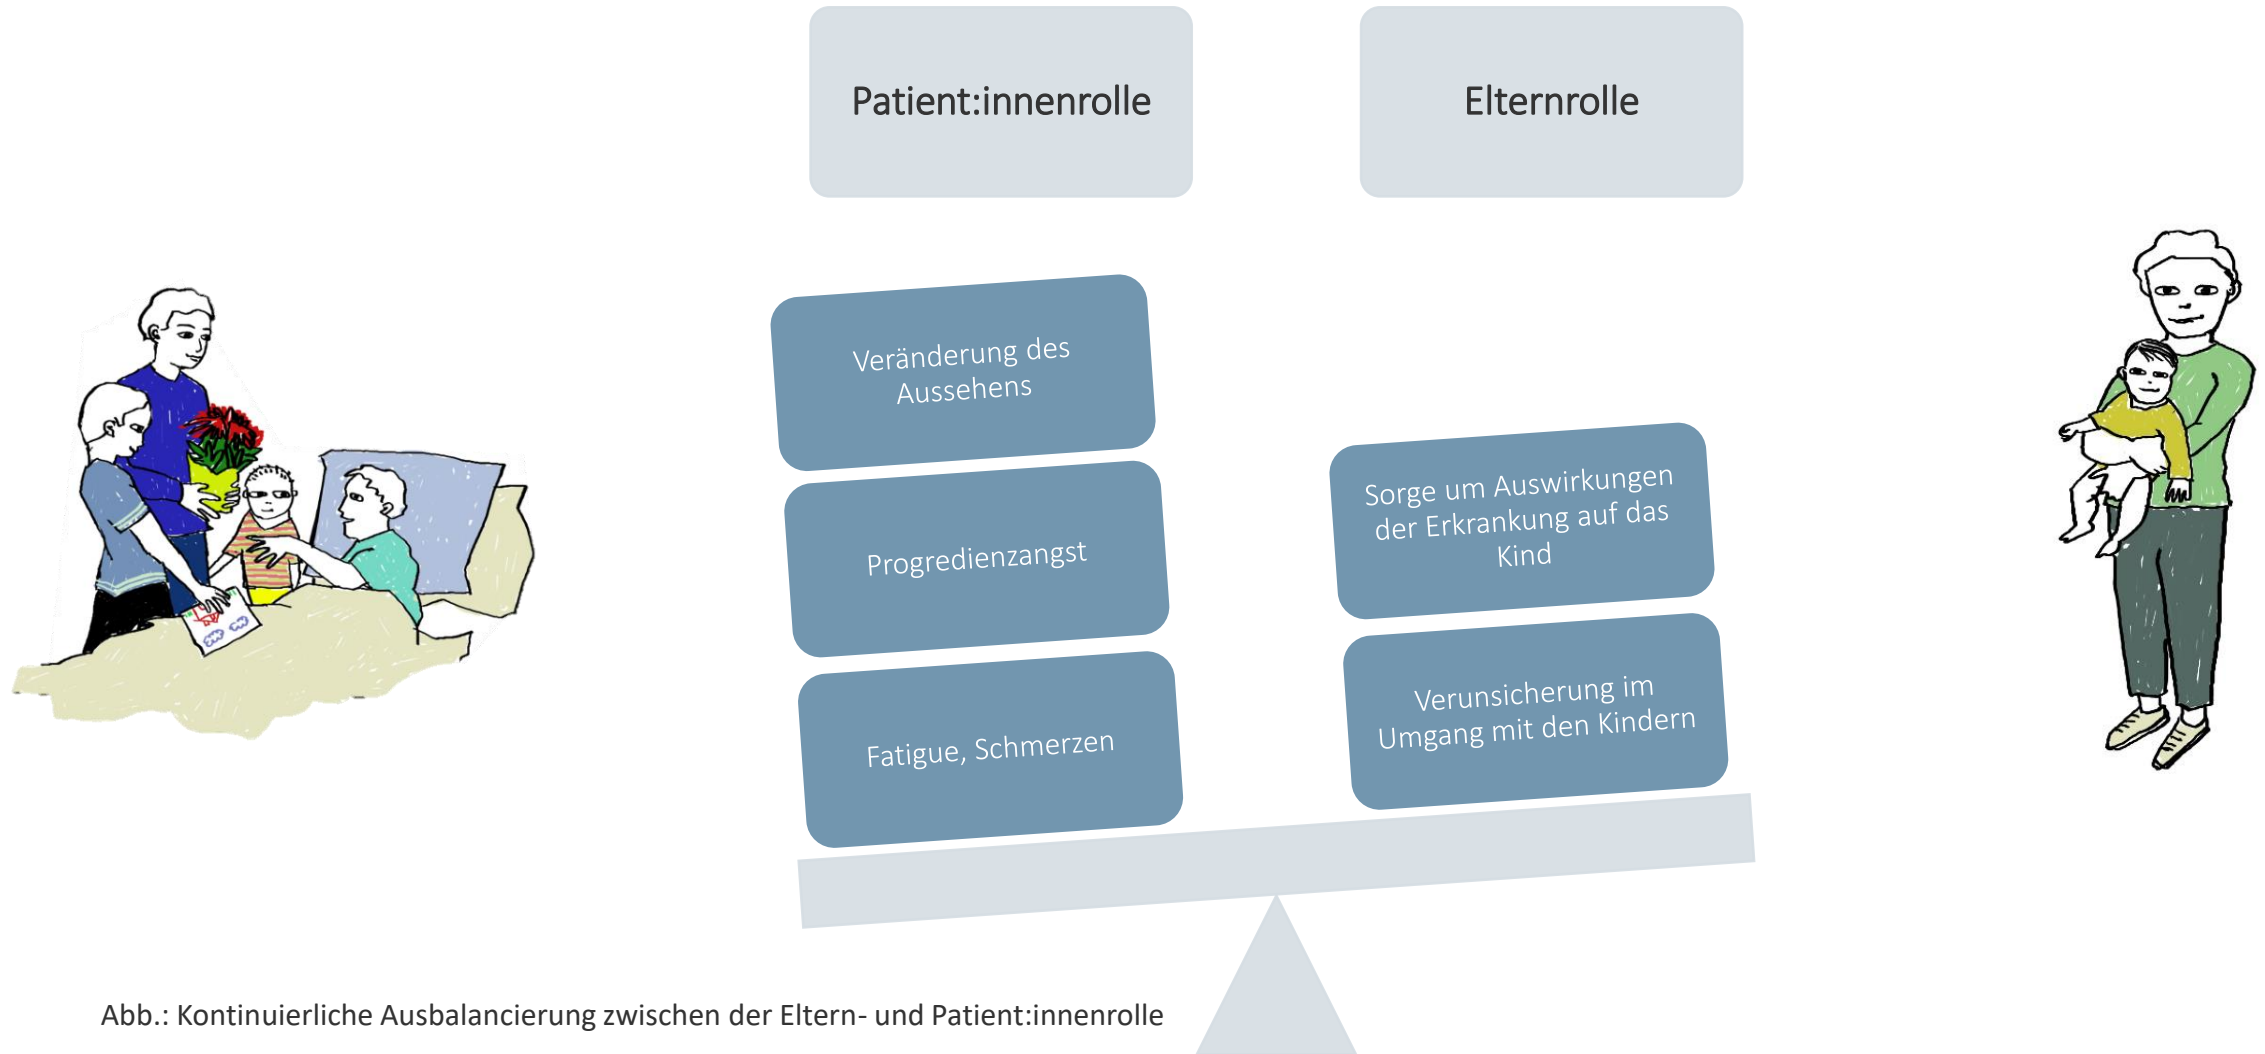 Patient:innenrolle
Elternrolle
Veränderung des
Aussehens
Progredienzangst
Fatigue, Schmerzen
Sorge um Auswirkungen
der Erkrankung auf das
Kind
Verunsicherung im
Umgang mit den Kindern
Abb.: Kontinuierliche Ausbalancierung zwischen der Eltern- und Patient:innenrolle